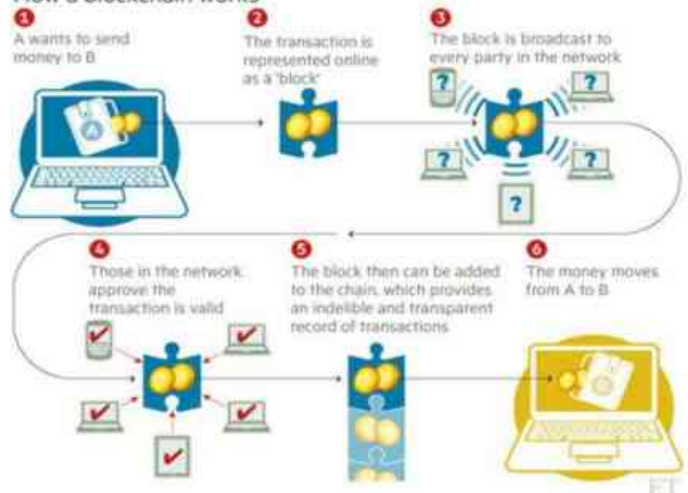 How a blockchain works
1
A wants to send
money to B
2
The transaction is
represented online
as a 'block'
3
The block is broadcast to
every party in the network
?
?
?
?
?
4
Those in the network
approve the
transaction is valid
5
The block then can be added
to the chain, which provides
an indelible and transparent
record of transactions
6
The money moves
from A to B
A
FT